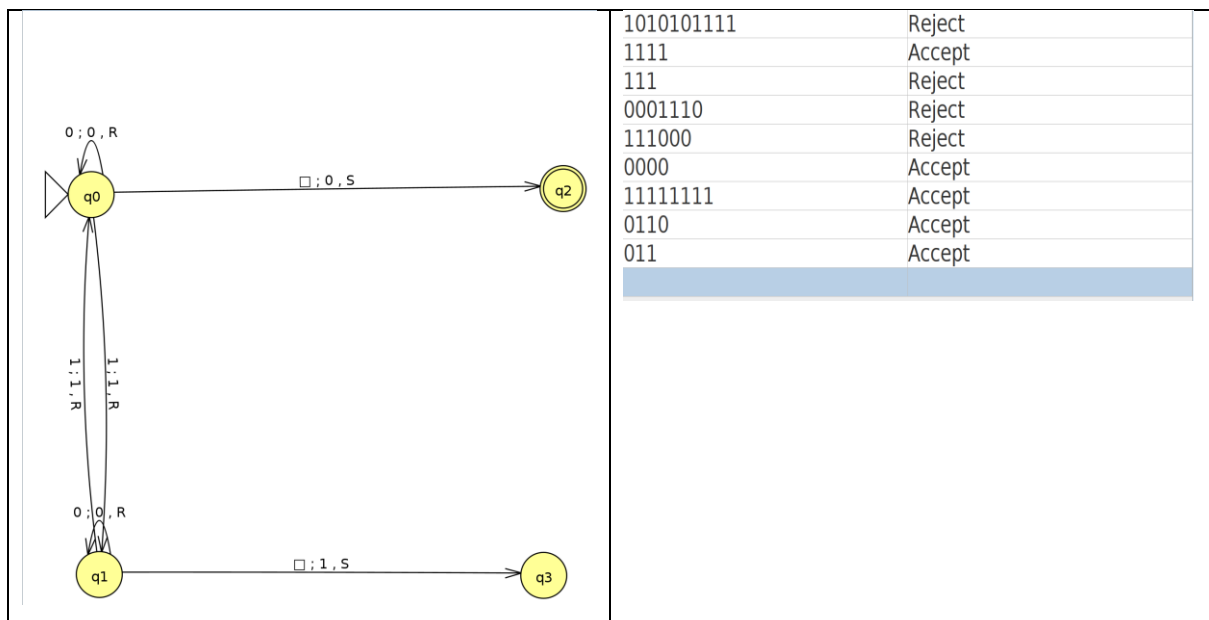 0 ; 0 , R
q0
□ ; 0 , S
q2
1 ; 1 , R
1 ; 1 , R
0 ; 0 , R
q1
□ ; 1 , S
q3
1010101111 Reject
1111 Accept
111 Reject
0001110 Reject
111000 Reject
0000 Accept
11111111 Accept
0110 Accept
011 Accept